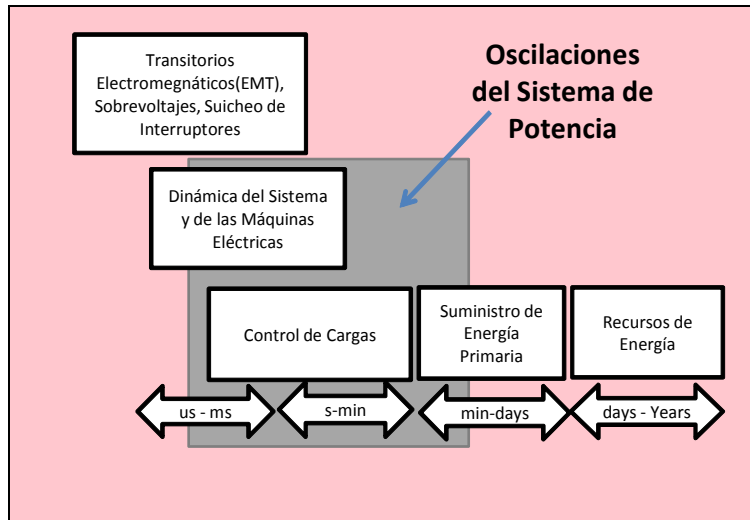 Transitorios
Electromegnáticos(EMT),
Sobrevoltajes, Suicheo de
Interruptores
Oscilaciones
del Sistema de
Potencia
Dinámica del Sistema
y de las Máquinas
Eléctricas
Control de Cargas
Suministro de
Energía
Primaria
Recursos de
Energía
us - ms
s-min
min-days
days - Years